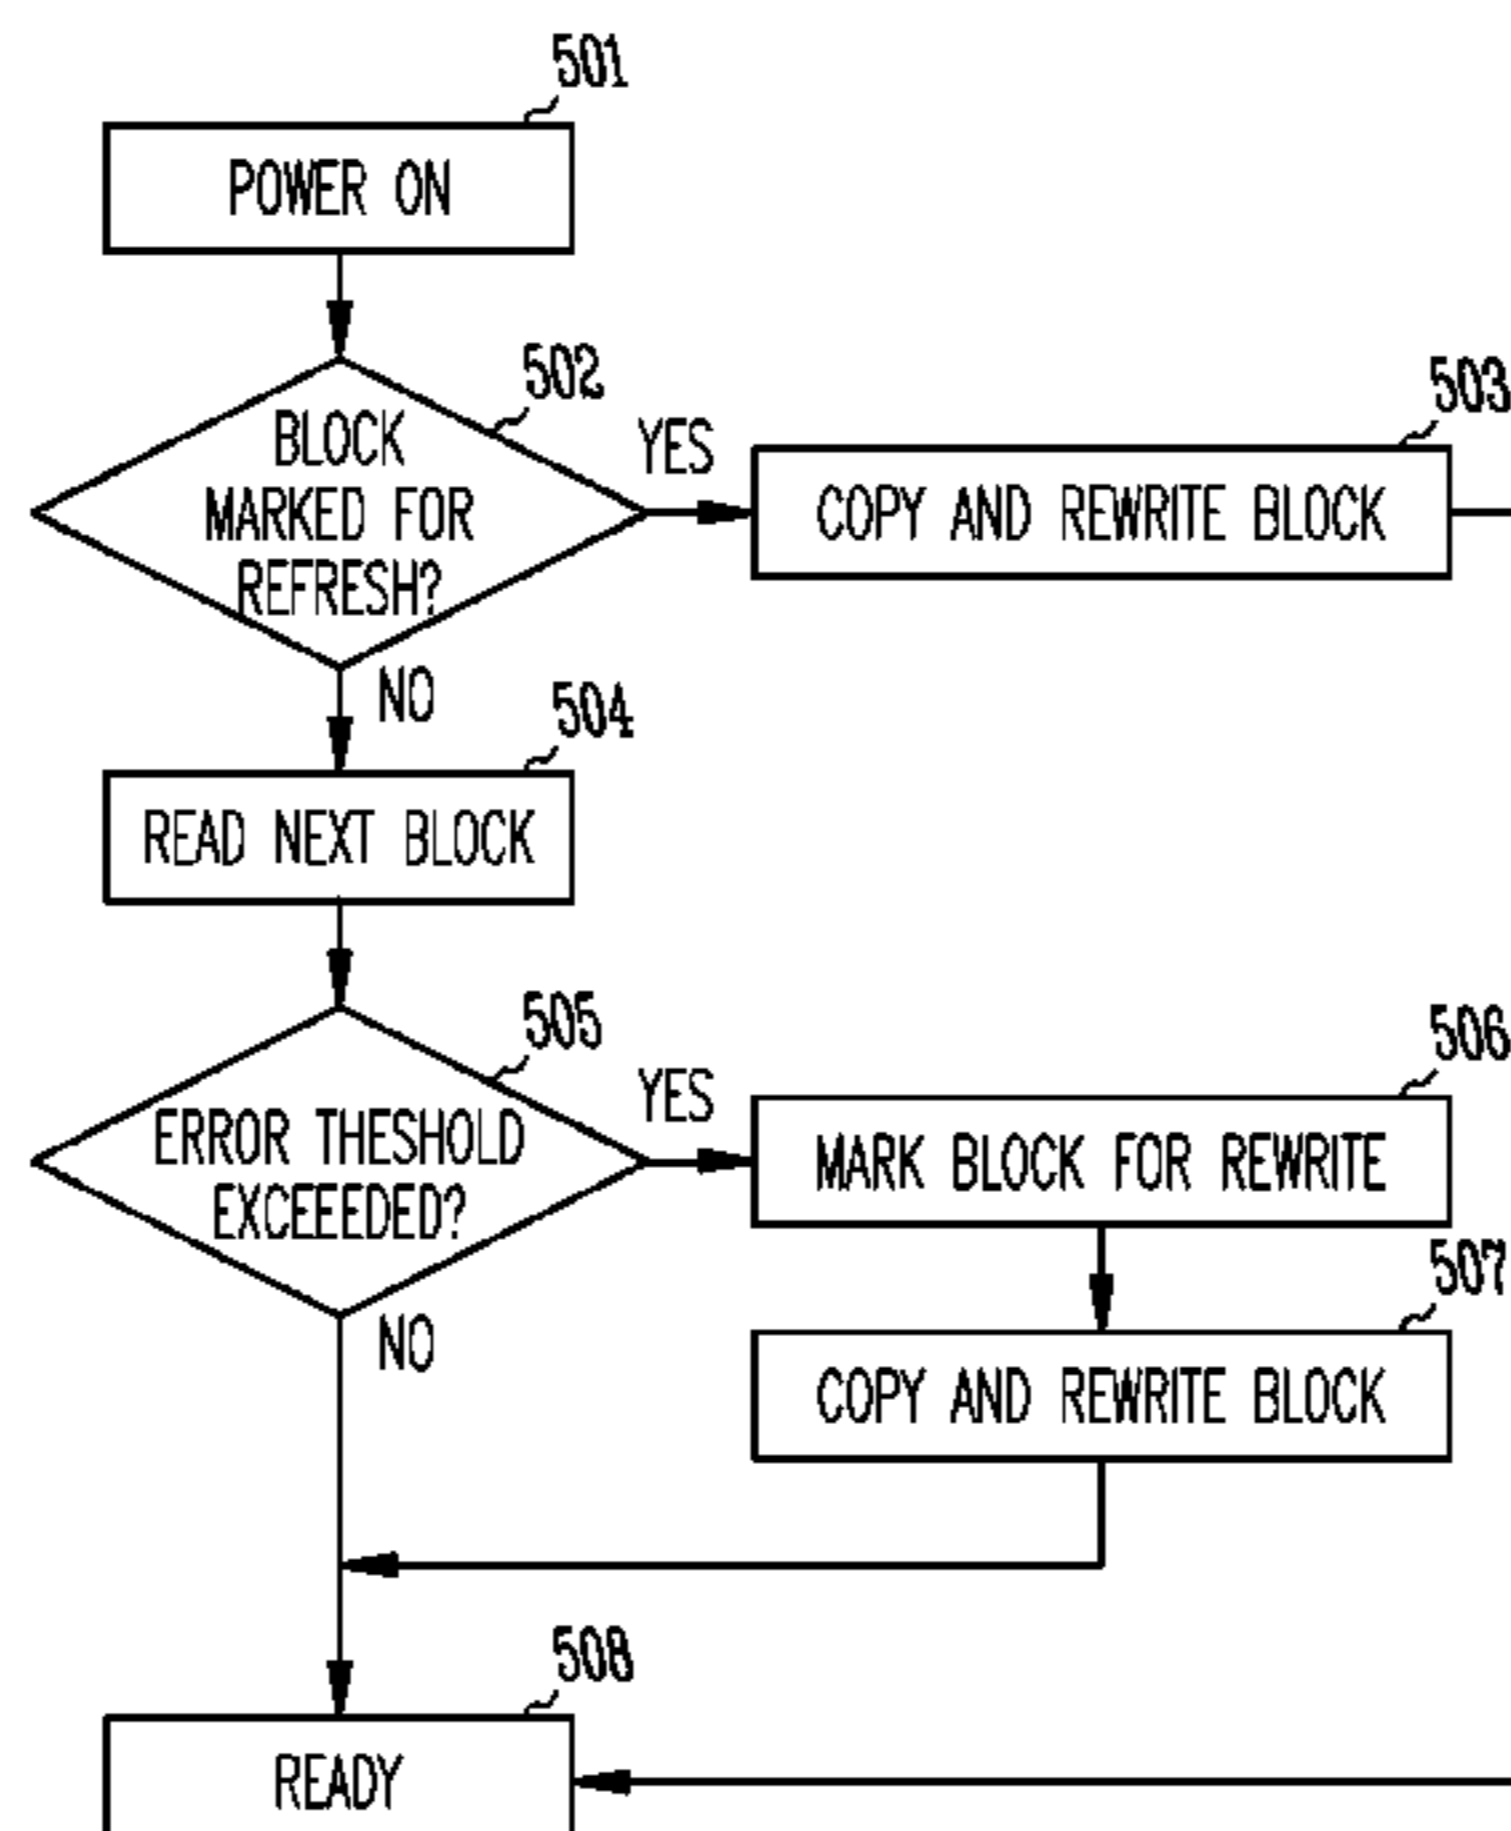 501
POWER ON
502
BLOCK
MARKED FOR
REFRESH?
YES
503
COPY AND REWRITE BLOCK
NO
504
READ NEXT BLOCK
505
ERROR THESHOLD
EXCEEEDED?
YES
506
MARK BLOCK FOR REWRITE
507
COPY AND REWRITE BLOCK
NO
508
READY